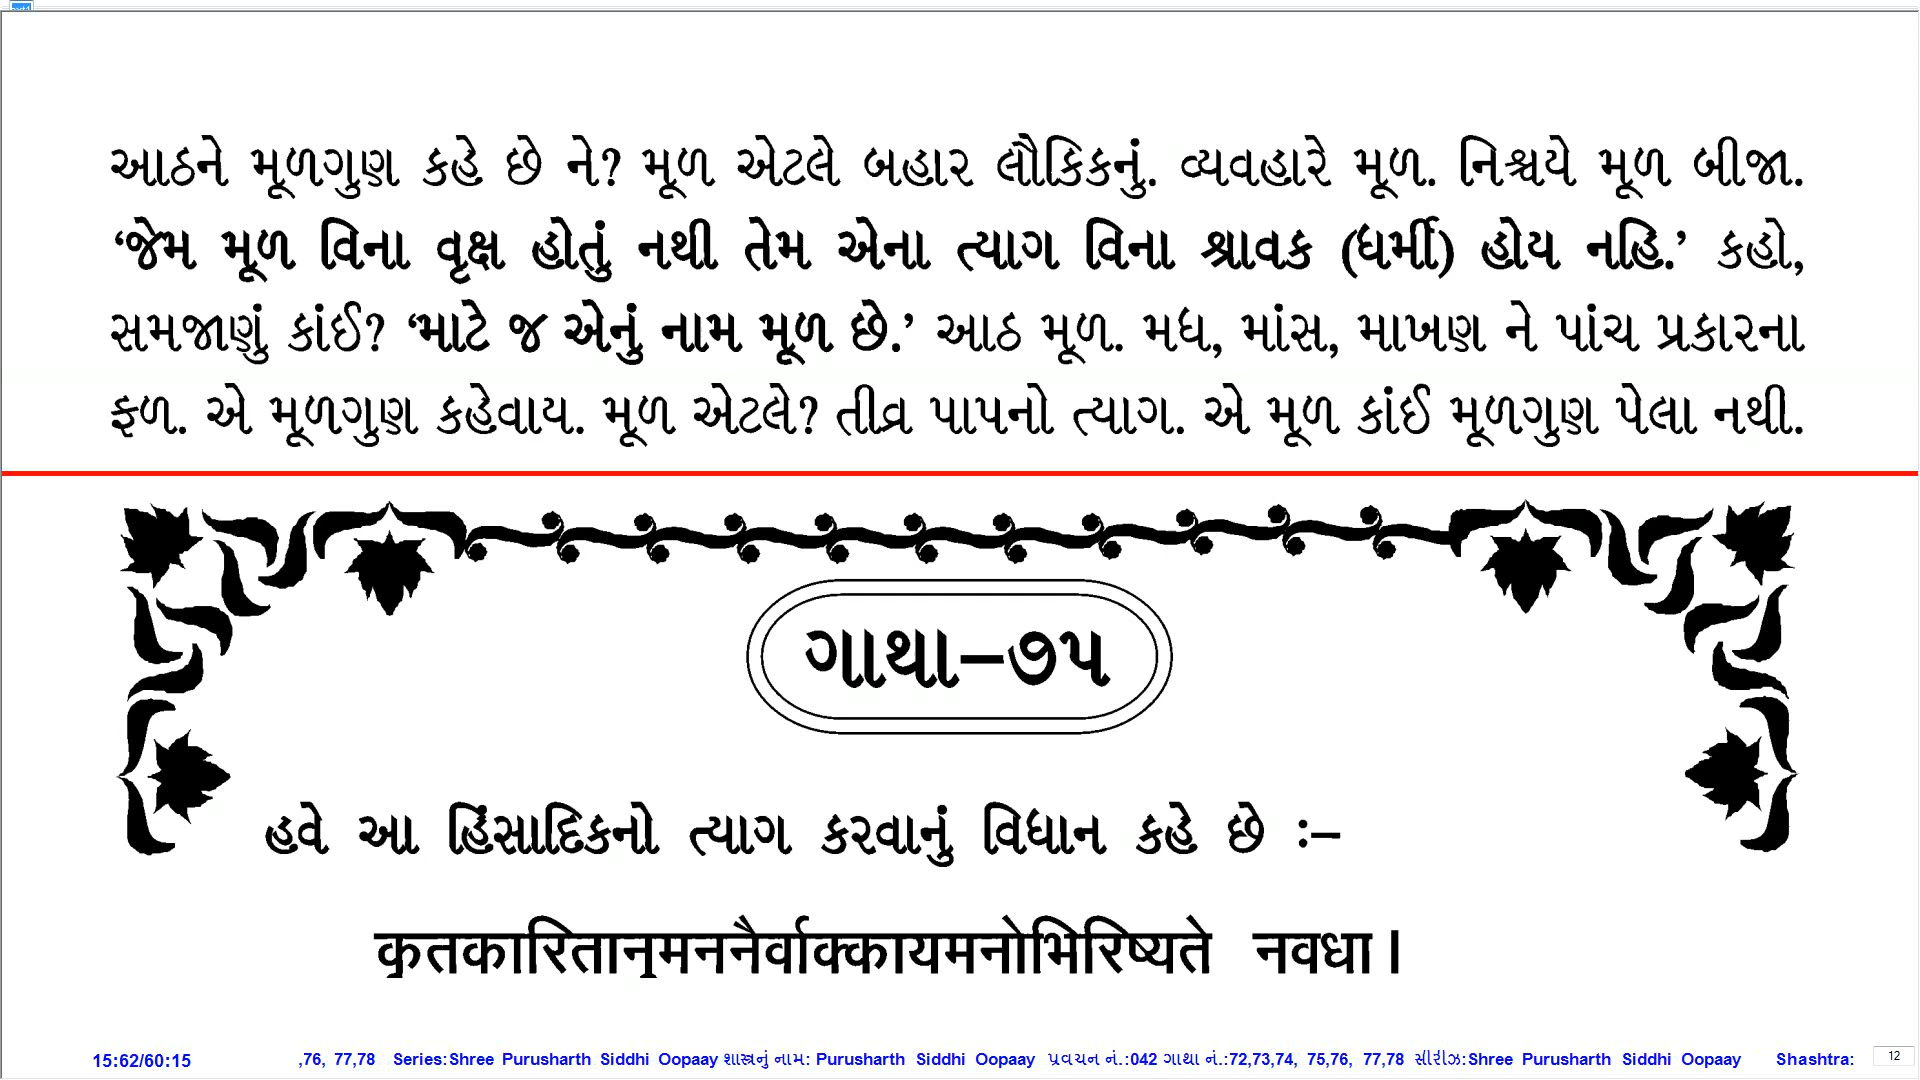 આઠને મૂળગુણ કહે છે ને? મૂળ એટલે બહાર લૌકિકનું. વ્યવહારે મૂળ. નિશ્ચયે મૂળ બીજા.
‘જેમ મૂળ વિના વૃક્ષ હોતું નથી તેમ એના ત્યાગ વિના શ્રાવક (ધર્મી) હોય નહિ.’ કહો,
સમજાણું કાંઈ? ‘માટે જ એનું નામ મૂળ છે.’ આઠ મૂળ. મધ, માંસ, માખણ ને પાંચ પ્રકારના
ફળ. એ મૂળગુણ કહેવાય. મૂળ એટલે? તીવ્ર પાપનો ત્યાગ. એ મૂળ કાંઈ મૂળગુણ પેલા નથી.
ગાથા–૭૫
હવે આ હિંસાદિકનો ત્યાગ કરવાનું વિધાન કહે છે :–
कृतकारितानुमननैर्वाक्कायमनोभिरिष्यते नवधा।
15:62/60:15 ,76, 77,78 Series:Shree Purusharth Siddhi Oopaay શાસ્ત્રનું નામ: Purusharth Siddhi Oopaay પ્રવચન નં.:042 ગાથા નં.:72,73,74, 75,76, 77,78 સીરીઝ:Shree Purusharth Siddhi Oopaay Shashtra: 12